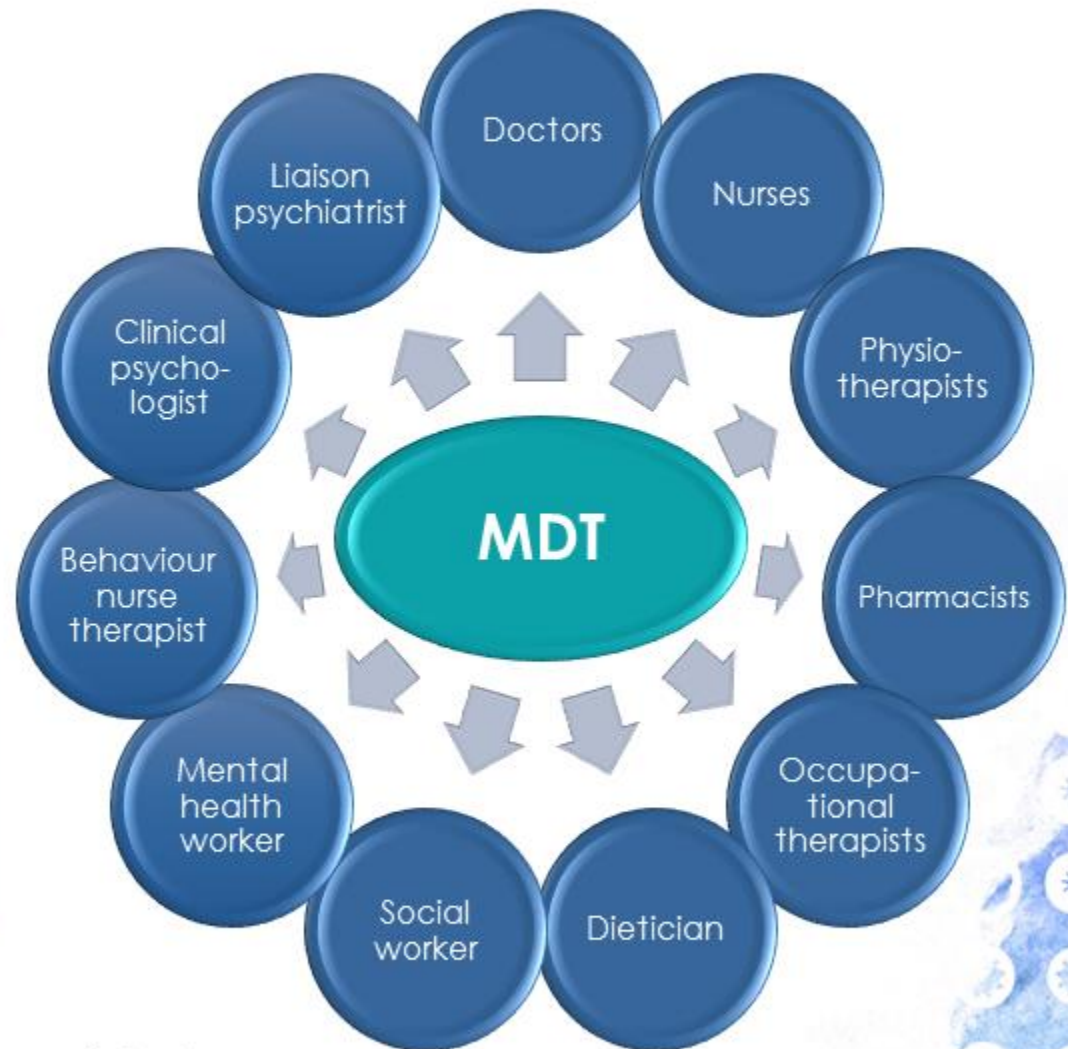 Doctors
Nurses
Physio-
therapists
Pharmacists
Occupa-
tional
therapists
Dietician
Social
worker
Mental
health
worker
Behaviour
nurse
therapist
Clinical
psycho-
logist
Liaison
psychiatrist
MDT